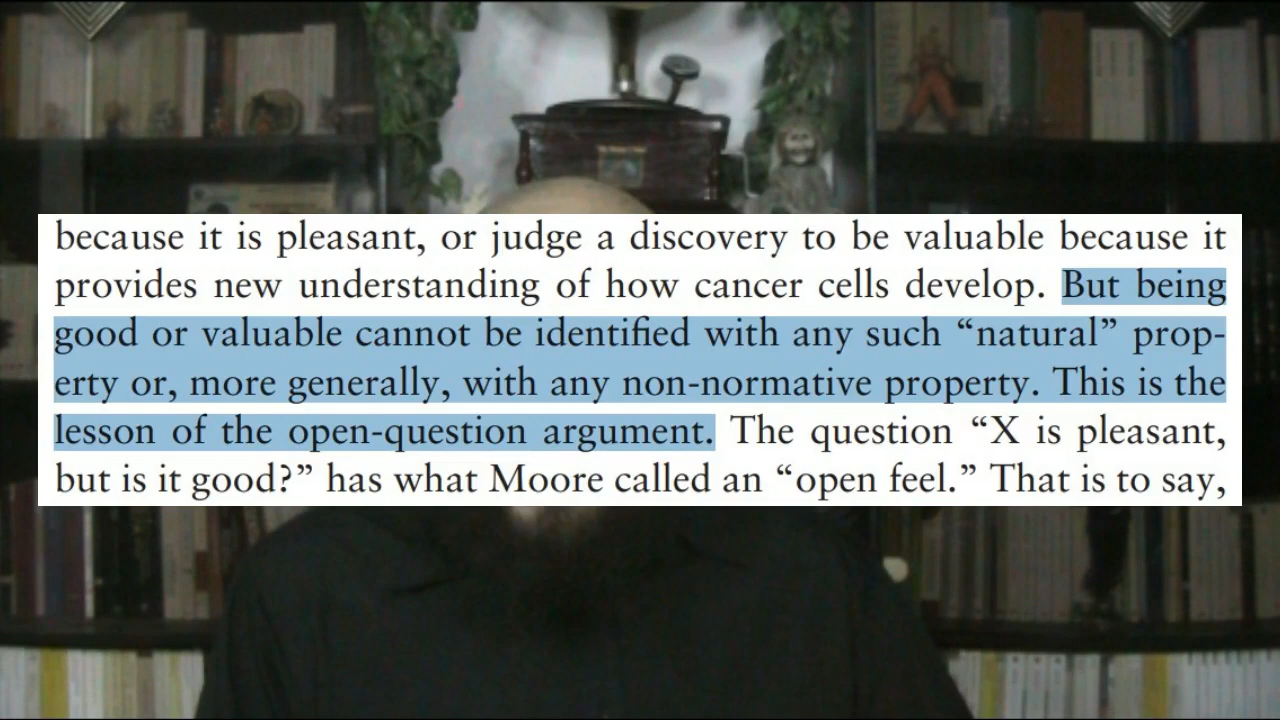 because it is pleasant, or judge a discovery to be valuable because it
provides new understanding of how cancer cells develop. But being
good or valuable cannot be identified with any such “natural” prop-
erty or, more generally, with any non-normative property. This is the
lesson of the open-question argument. The question “X is pleasant,
but is it good?” has what Moore called an “open feel.” That is to say,